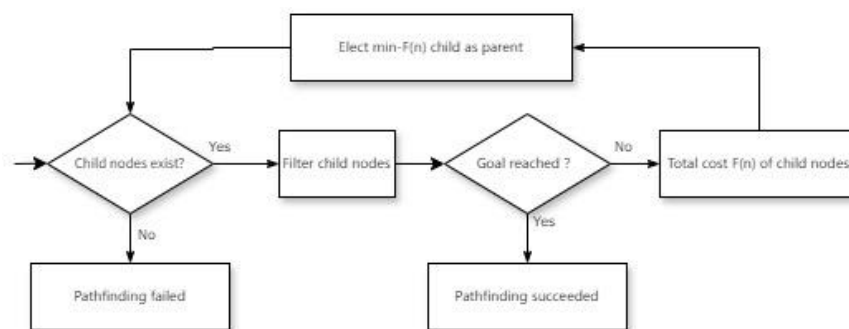 Elect min-F(n) child as parent
Child nodes exist?
Yes
Filter child nodes
Goal reached ?
No
Total cost F(n) of child nodes
No
Yes
Pathfinding failed
Pathfinding succeeded